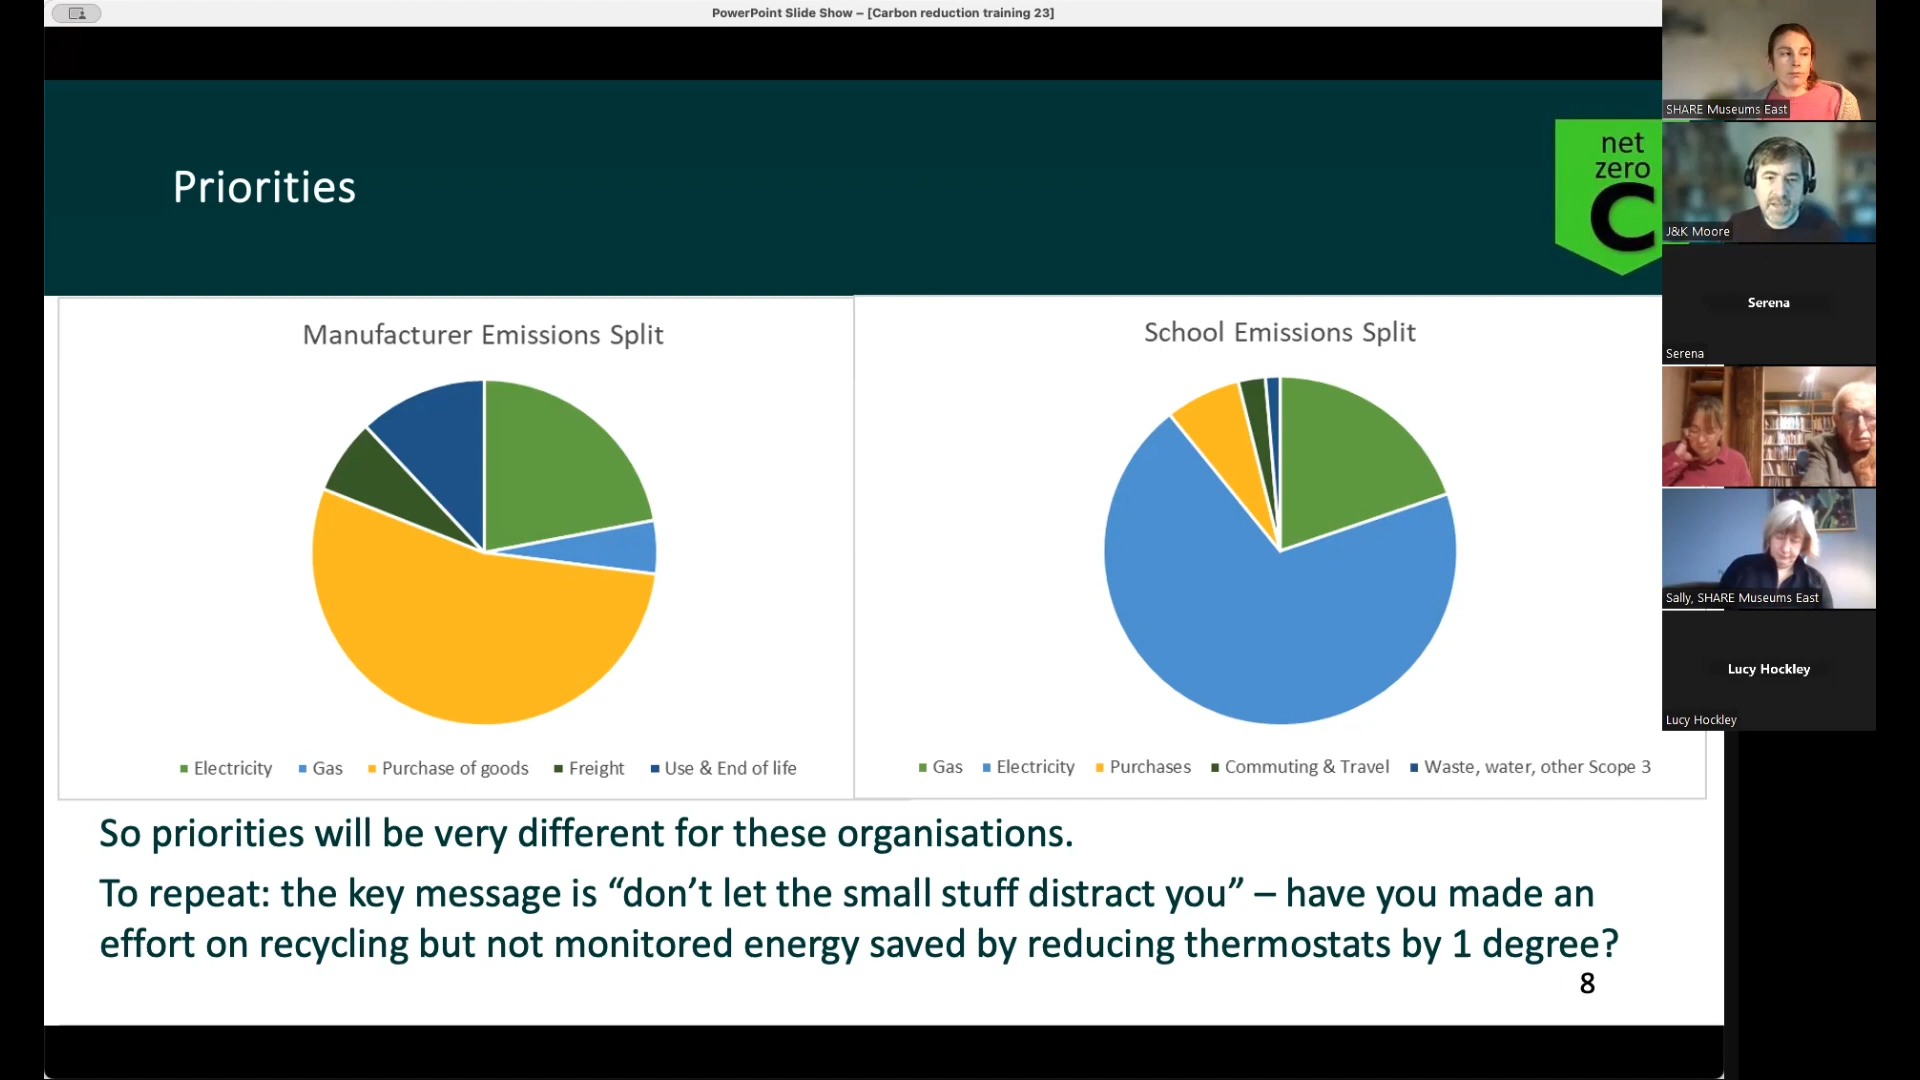 PowerPoint Slide Show – [Carbon reduction training 23]
Priorities
net
zero
C
Manufacturer Emissions Split
Electricity Gas Purchase of goods Freight Use & End of life
School Emissions Split
Gas Electricity Purchases Commuting & Travel Waste, water, other Scope 3
So priorities will be very different for these organisations.
To repeat: the key message is “don’t let the small stuff distract you” – have you made an
effort on recycling but not monitored energy saved by reducing thermostats by 1 degree?
8
SHARE Museums East
J&K Moore
Serena
Serena
Sally, SHARE Museums East
Lucy Hockley
Lucy Hockley